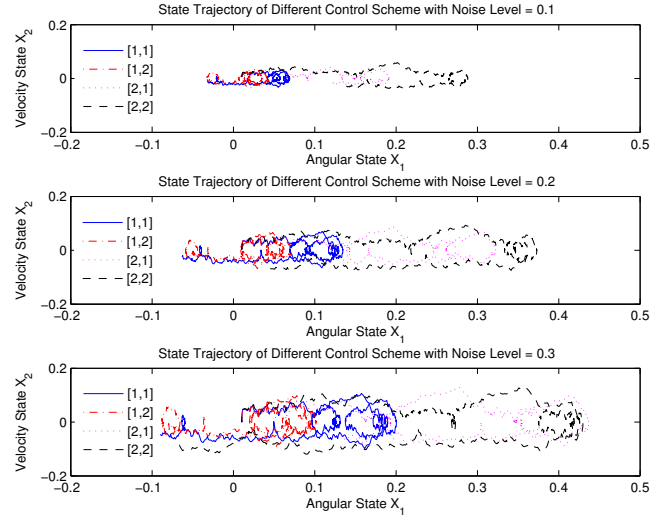 State Trajectory of Different Control Scheme with Noise Level = 0.1
Velocity State X_2
0.2
0
−0.2
[1,1]
[1,2]
[2,1]
[2,2]
−0.2 −0.1 0 0.1 0.2 0.3 0.4 0.5
Angular State X_1
State Trajectory of Different Control Scheme with Noise Level = 0.2
Velocity State X_2
0.2
0
−0.2
[1,1]
[1,2]
[2,1]
[2,2]
−0.2 −0.1 0 0.1 0.2 0.3 0.4 0.5
Angular State X_1
State Trajectory of Different Control Scheme with Noise Level = 0.3
Velocity State X_2
0.2
0
−0.2
[1,1]
[1,2]
[2,1]
[2,2]
−0.2 −0.1 0 0.1 0.2 0.3 0.4 0.5
Angular State X_1